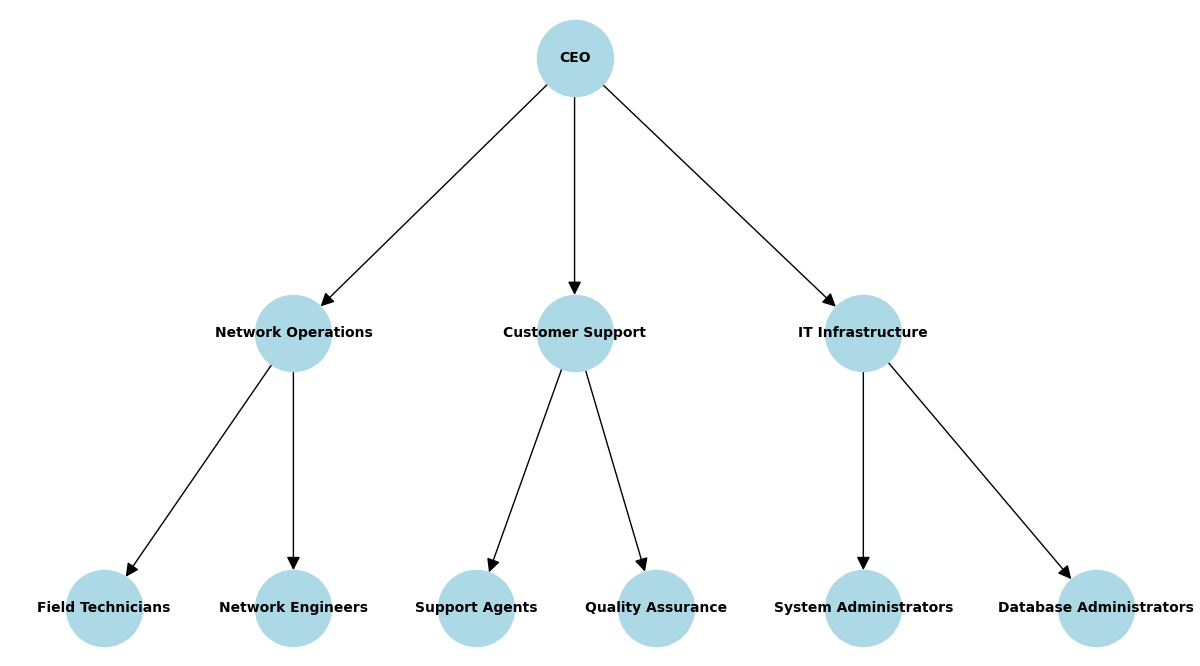 CEO
Network Operations
Customer Support
IT Infrastructure
Field Technicians
Network Engineers
Support Agents
Quality Assurance
System Administrators
Database Administrators